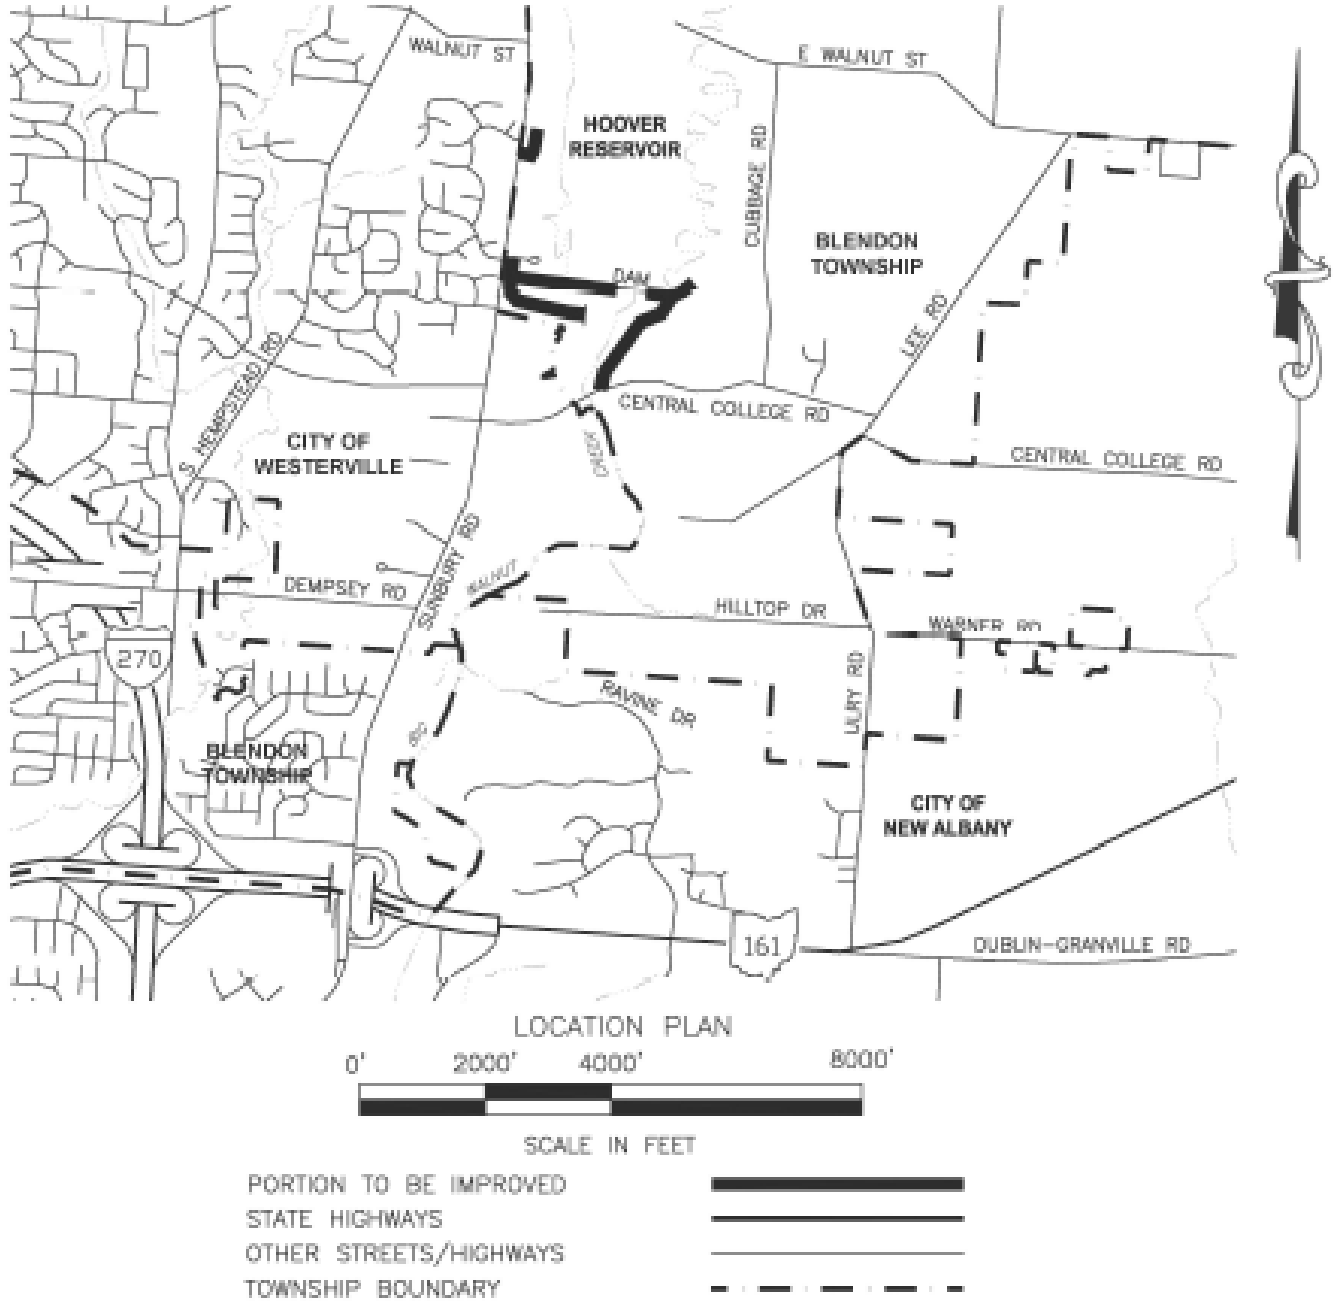 WALNUT ST
E WALNUT ST
HOOVER
RESERVOIR
CUBBAGE RD
BLENDON
TOWNSHIP
DAM
LEE RD
S HEMPSTEAD RD
CENTRAL COLLEGE RD
CITY OF
WESTERVILLE
CENTRAL COLLEGE RD
SUNBURY RD
WALNUT
DEMPSEY RD
HILLTOP DR
WARNER RD
270
RAVINE DR
ULRY RD
BLENDON
TOWNSHIP
CITY OF
NEW ALBANY
161
DUBLIN-GRANVILLE RD
LOCATION PLAN
0' 2000' 4000' 8000'
SCALE IN FEET
PORTION TO BE IMPROVED
STATE HIGHWAYS
OTHER STREETS/HIGHWAYS
TOWNSHIP BOUNDARY